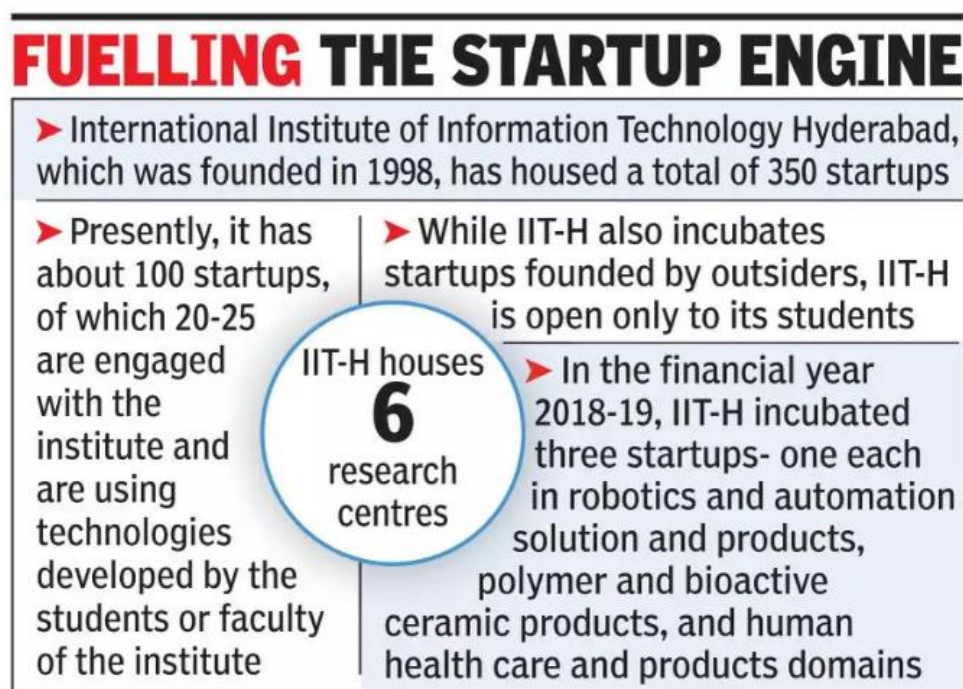 FUELLING THE STARTUP ENGINE
➤ International Institute of Information Technology Hyderabad,
which was founded in 1998, has housed a total of 350 startups
➤ Presently, it has
about 100 startups,
of which 20-25
are engaged
with the
institute and
are using
technologies
developed by the
students or faculty
of the institute
IIT-H houses
6
research
centres
➤ While IIT-H also incubates
startups founded by outsiders, IIT-H
is open only to its students
➤ In the financial year
2018-19, IIT-H incubated
three startups- one each
in robotics and automation
solution and products,
polymer and bioactive
ceramic products, and human
health care and products domains